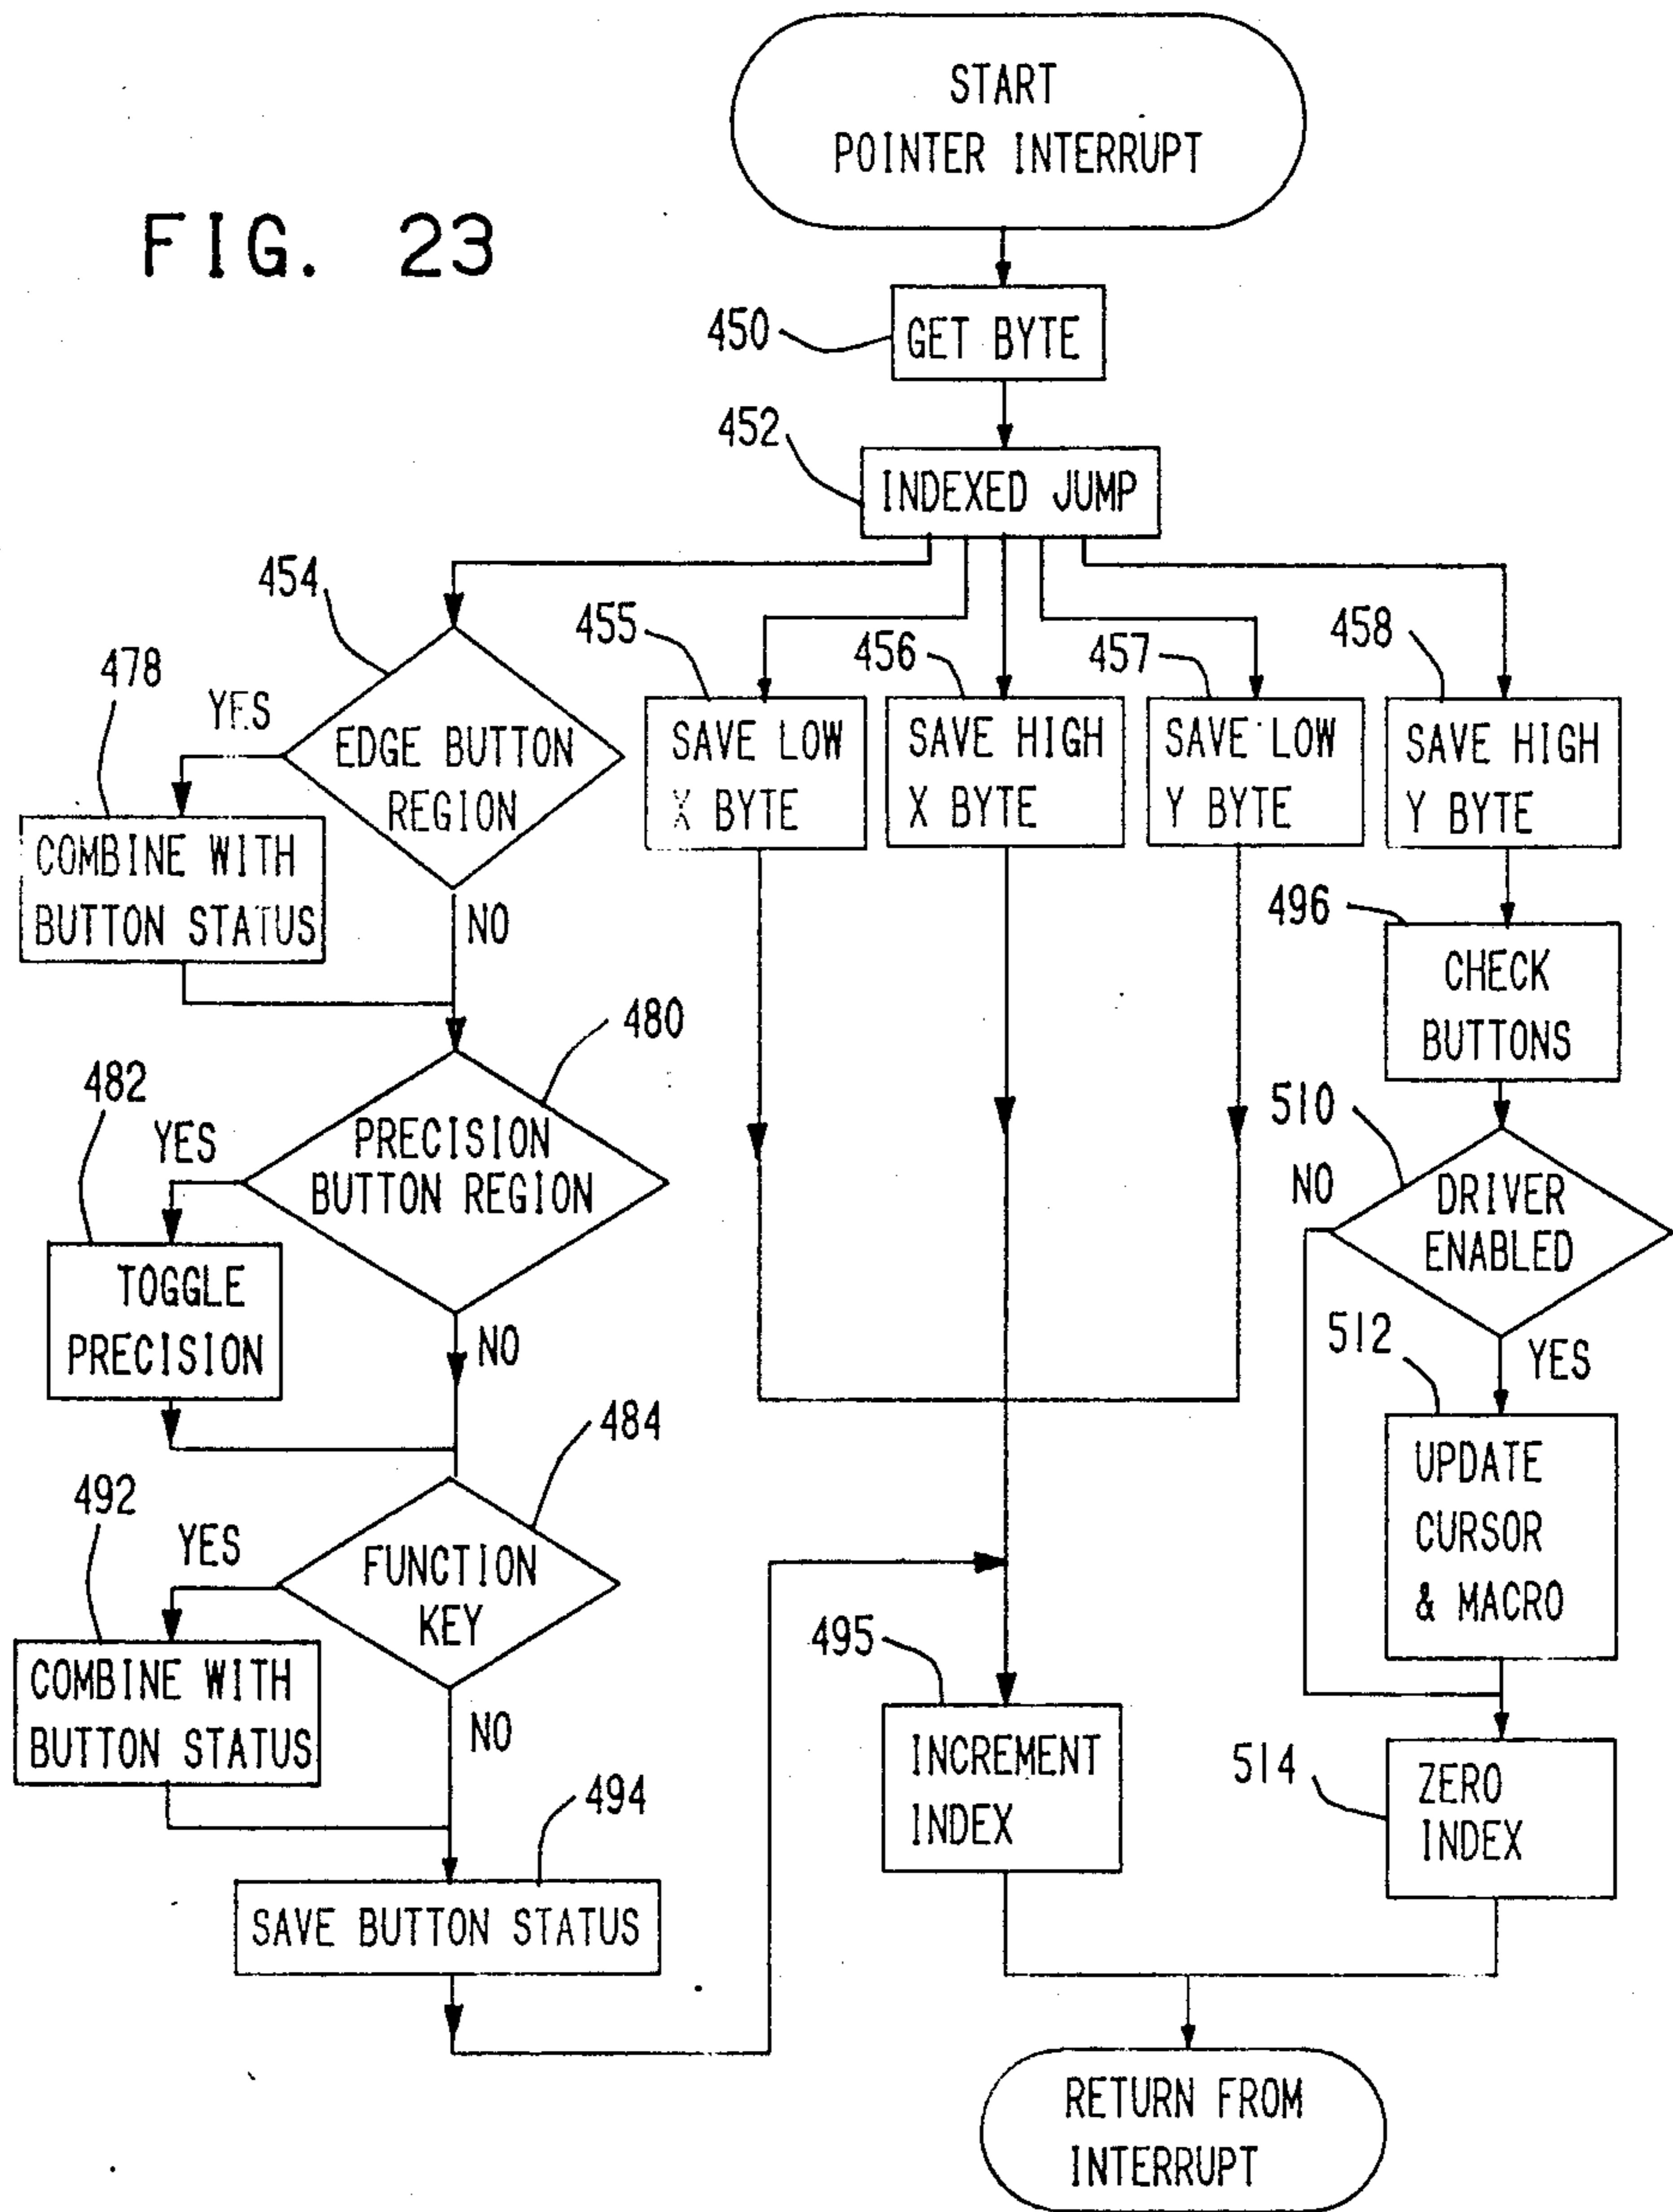 START
POINTER INTERRUPT
FIG. 23
450
GET BYTE
452
INDEXED JUMP
454
455
456
457
458
478
YES
EDGE BUTTON
REGION
NO
COMBINE WITH
BUTTON STATUS
SAVE LOW
X BYTE
SAVE HIGH
X BYTE
SAVE LOW
Y BYTE
SAVE HIGH
Y BYTE
496
CHECK
BUTTONS
480
482
YES
PRECISION
BUTTON REGION
NO
TOGGLE
PRECISION
510
NO
DRIVER
ENABLED
YES
512
UPDATE
CURSOR
& MACRO
484
492
YES
FUNCTION
KEY
NO
COMBINE WITH
BUTTON STATUS
494
SAVE BUTTON STATUS
495
INCREMENT
INDEX
514
ZERO
INDEX
RETURN FROM
INTERRUPT